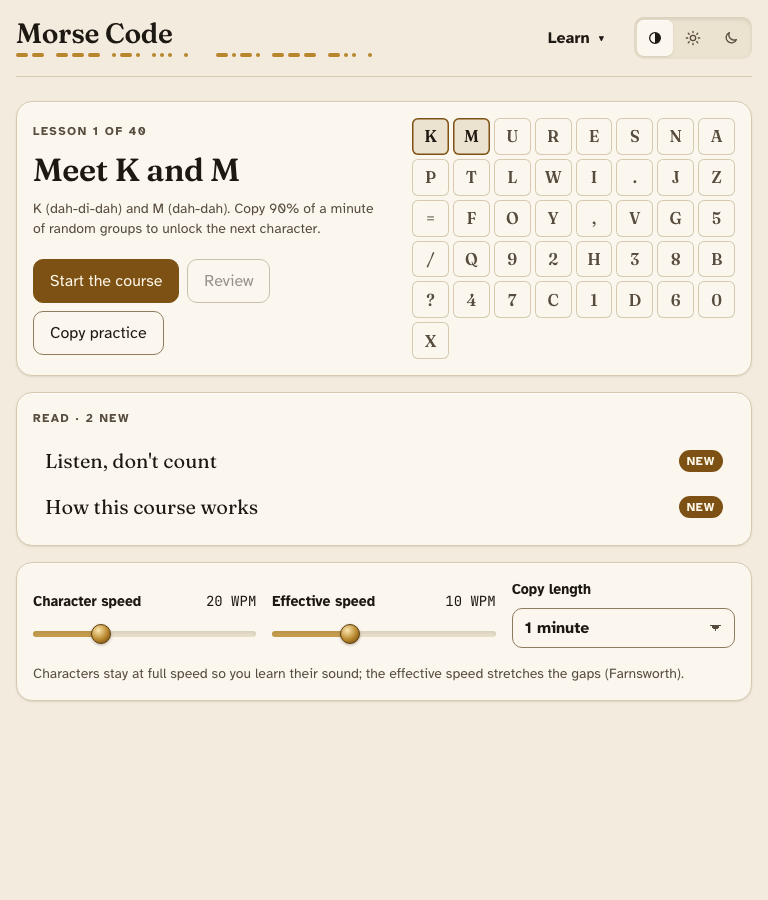 Morse Code
Learn ▾
LESSON 1 OF 40
Meet K and M
K (dah-di-dah) and M (dah-dah). Copy 90% of a minute
of random groups to unlock the next character.
Start the course
Review
Copy practice
K M U R E S N A
P T L W I . J Z
= F O Y , V G 5
/ Q 9 2 H 3 8 B
? 4 7 C 1 D 6 0
X
READ · 2 NEW
Listen, don't count NEW
How this course works NEW
Character speed 20 WPM
Effective speed 10 WPM
Copy length
1 minute
Characters stay at full speed so you learn their sound; the effective speed stretches the gaps (Farnsworth).